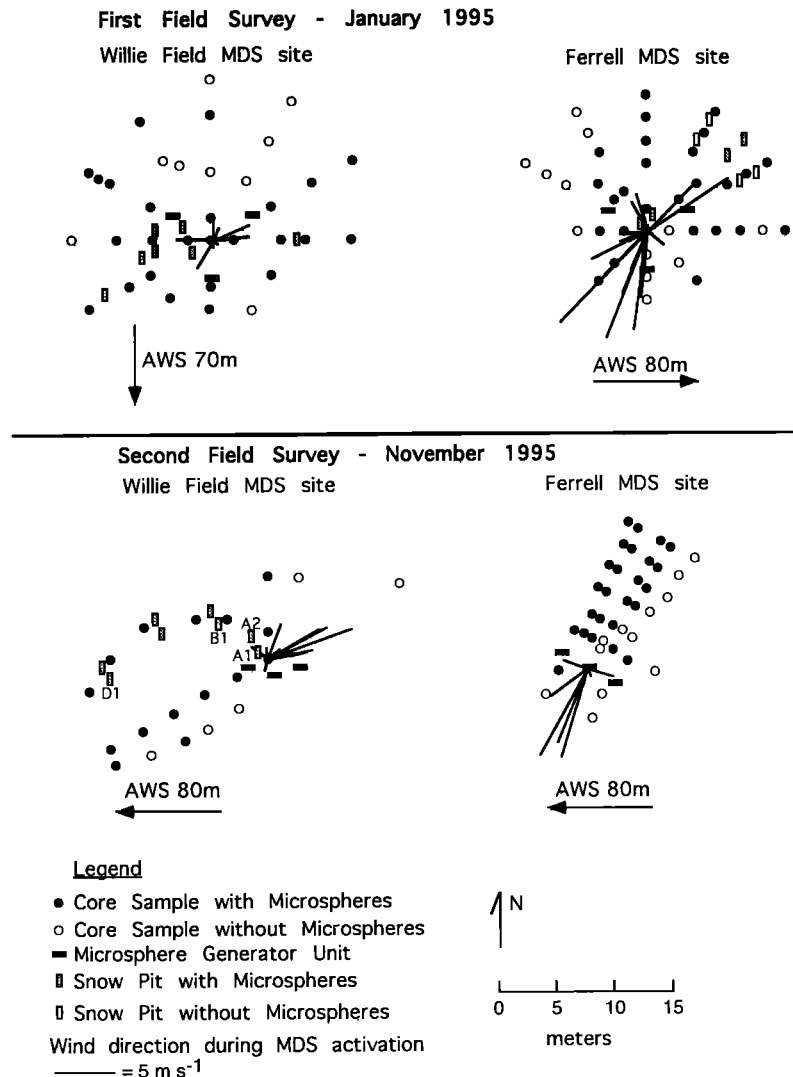 First Field Survey - January 1995
Willie Field MDS site
Ferrell MDS site
AWS 70m
AWS 80m
Second Field Survey - November 1995
Willie Field MDS site
Ferrell MDS site
A2
B1
A1
D1
AWS 80m
AWS 80m
Legend
Core Sample with Microspheres
Core Sample without Microspheres
Microsphere Generator Unit
Snow Pit with Microspheres
Snow Pit without Microspheres
Wind direction during MDS activation
= 5 m s-1
N
0 5 10 15
meters